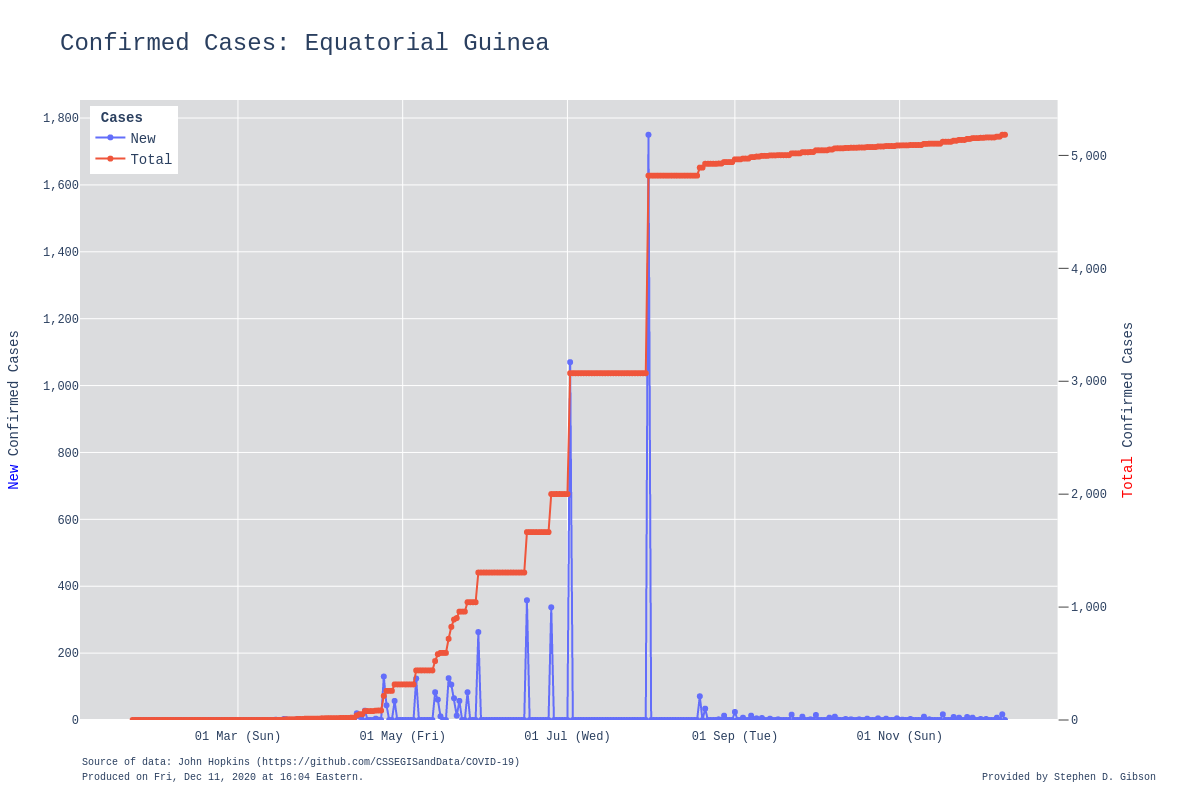 Confirmed Cases: Equatorial Guinea
Cases
New
Total
1,800
1,600
1,400
1,200
1,000
800
600
400
200
0
New Confirmed Cases
5,000
4,000
3,000
2,000
1,000
0
Total Confirmed Cases
01 Mar (Sun)
01 May (Fri)
01 Jul (Wed)
01 Sep (Tue)
01 Nov (Sun)
Source of data: John Hopkins (https://github.com/CSSEGISandData/COVID-19)
Produced on Fri, Dec 11, 2020 at 16:04 Eastern.
Provided by Stephen D. Gibson